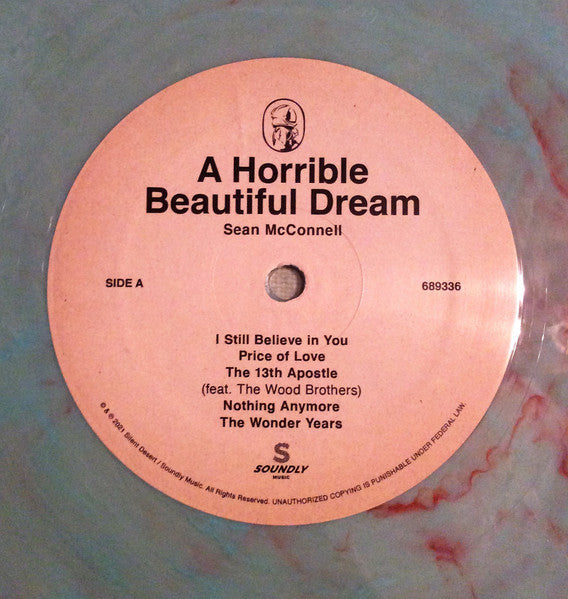 A Horrible
Beautiful Dream
Sean McConnell
SIDE A
689336
I Still Believe in You
Price of Love
The 13th Apostle
(feat. The Wood Brothers)
Nothing Anymore
The Wonder Years
S
SOUNDLY
MUSIC
© & ℗ 2021 Silent Desert / Soundly Music. All Rights Reserved. UNAUTHORIZED COPYING IS PUNISHABLE UNDER FEDERAL LAW.